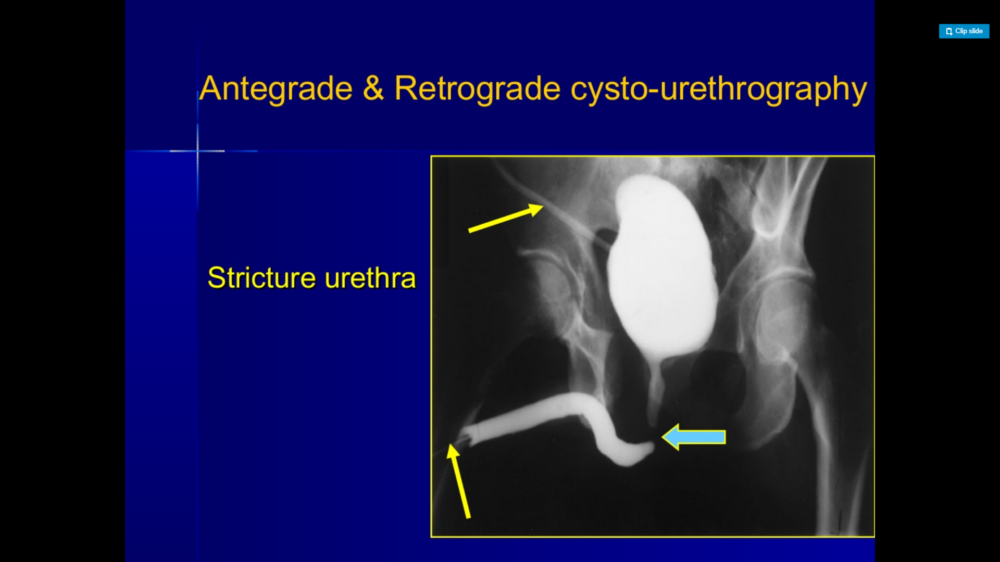 Clip slide
Antegrade & Retrograde cysto-urethrography
Stricture urethra